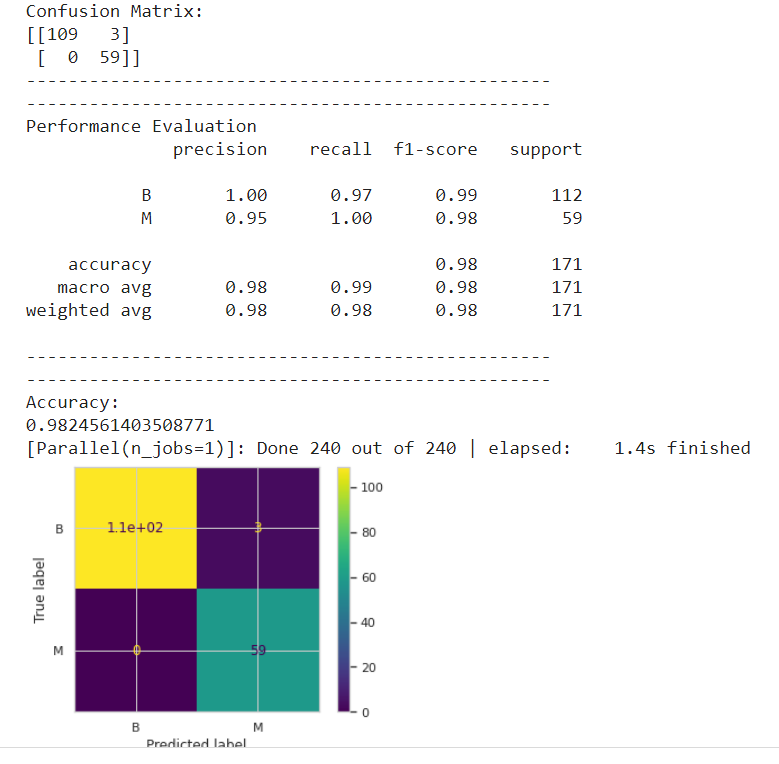 Confusion Matrix:
[[109   3]
 [  0  59]]
----------------------------------------------------
----------------------------------------------------
Performance Evaluation
              precision    recall  f1-score   support

           B       1.00      0.97      0.99       112
           M       0.95      1.00      0.98        59

    accuracy                           0.98       171
   macro avg       0.98      0.99      0.98       171
weighted avg       0.98      0.98      0.98       171

----------------------------------------------------
----------------------------------------------------
Accuracy:
0.9824561403508771
[Parallel(n_jobs=1)]: Done 240 out of 240 | elapsed:    1.4s finished
100
B 1.1e+02 3
80
60
True label
40
M 0 59
20
0
B M
Predicted label